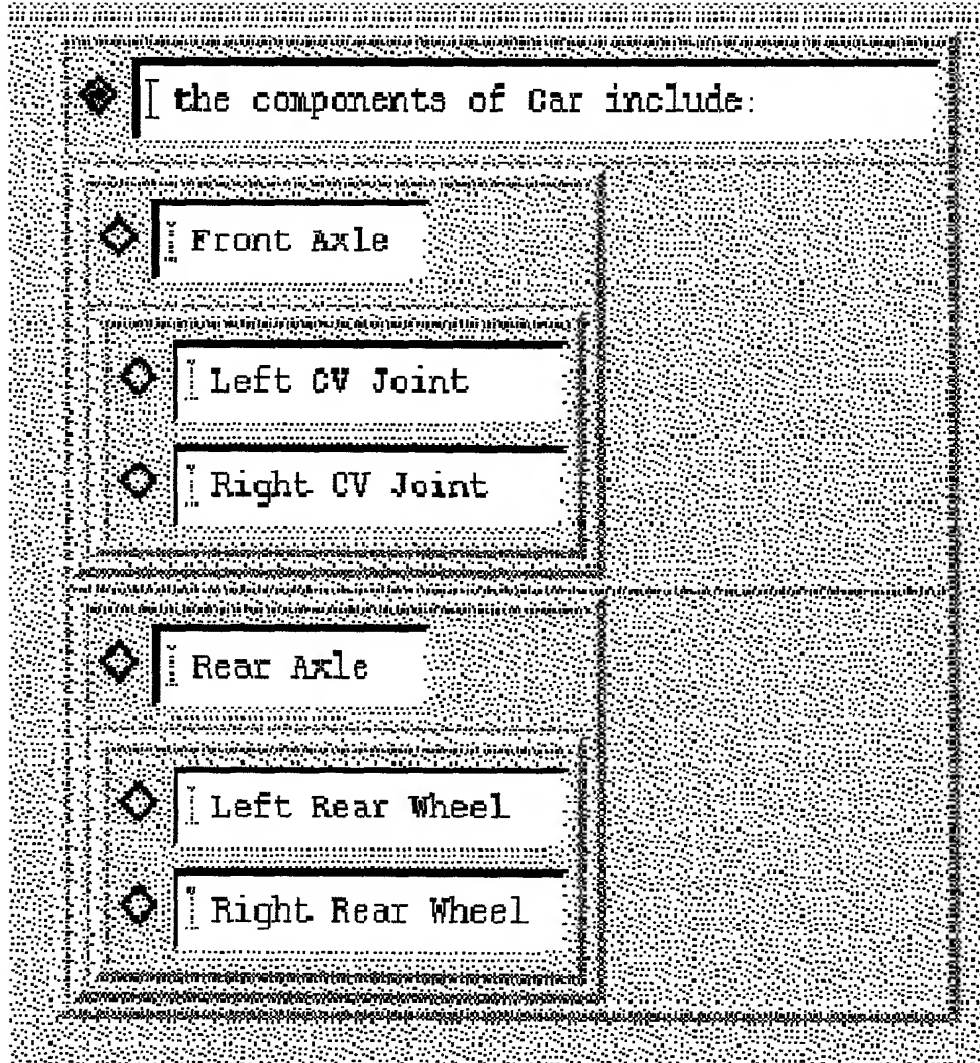 the components of Car include:
Front Axle
Left CV Joint
Right CV Joint
Rear Axle
Left Rear Wheel
Right Rear Wheel